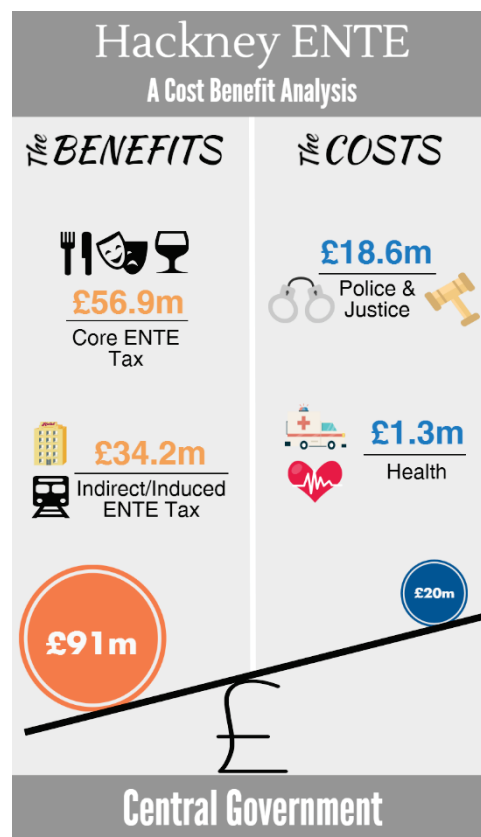 Hackney ENTE
A Cost Benefit Analysis
The BENEFITS
£56.9m
Core ENTE
Tax
£34.2m
Indirect/Induced
ENTE Tax
£91m
The COSTS
£18.6m
Police &
Justice
£1.3m
Health
£20m
£
Central Government